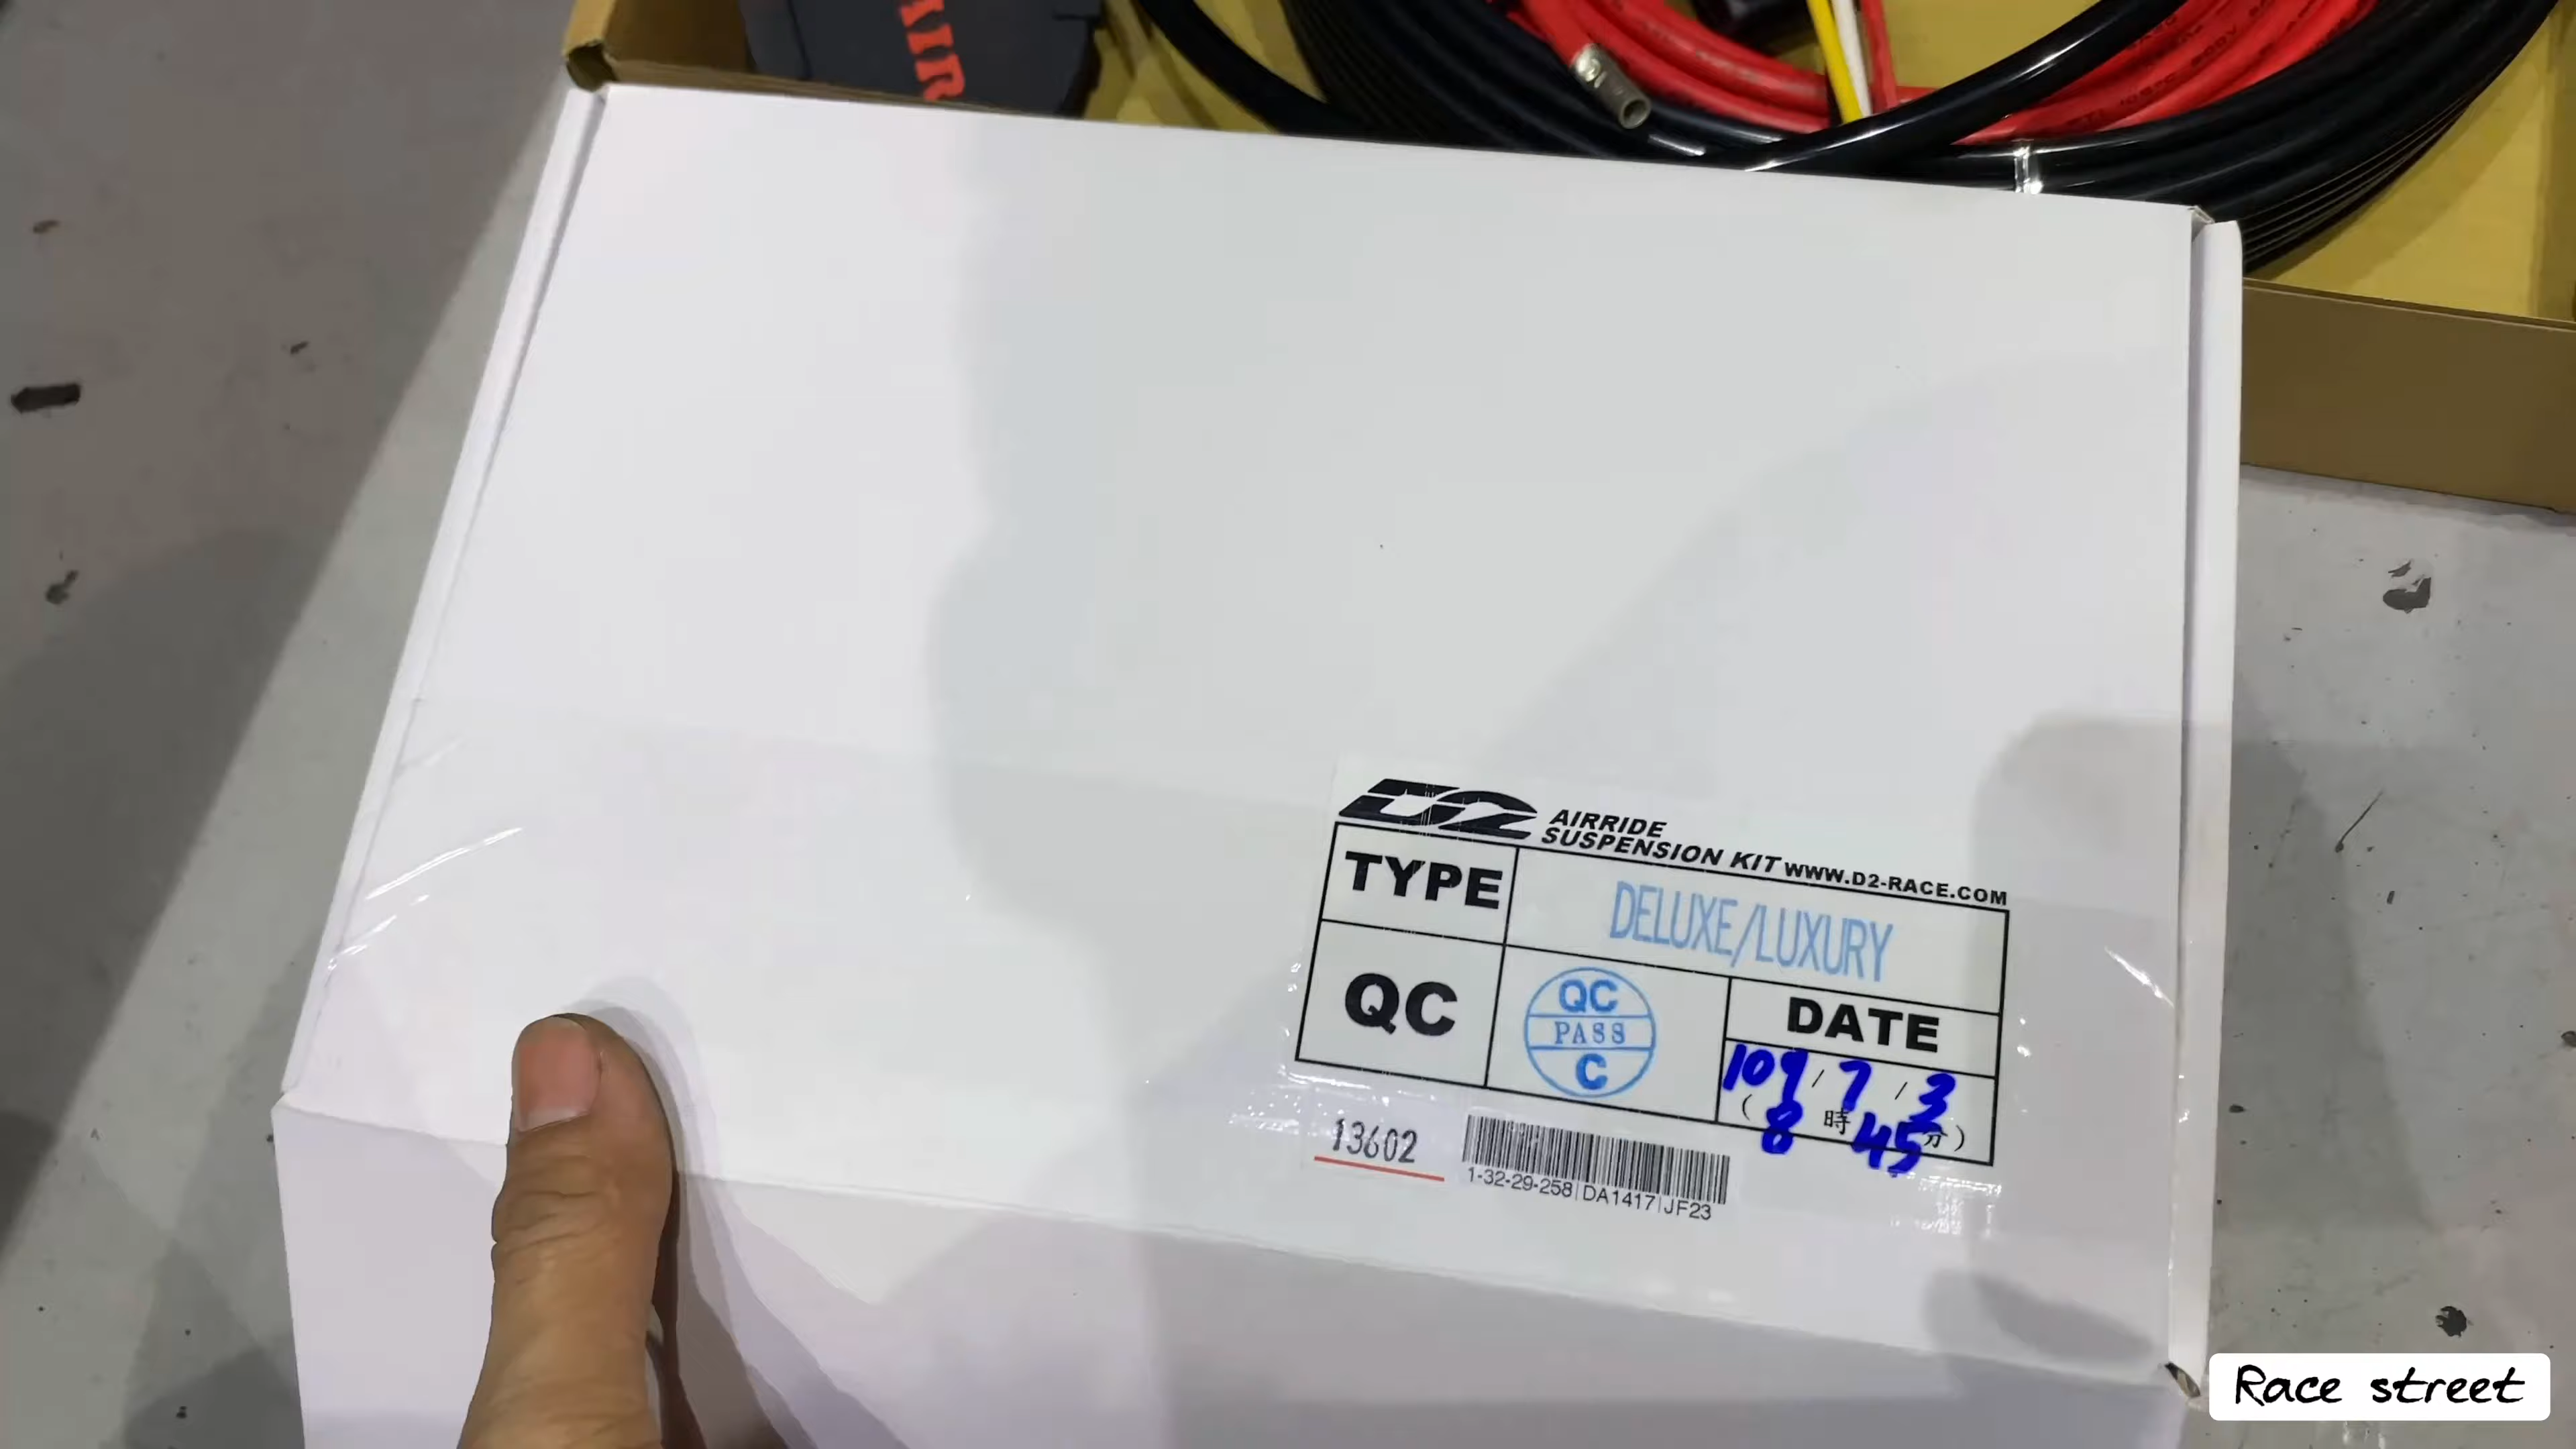 AIR
D2 AIRRIDE
SUSPENSION KIT WWW.D2-RACE.COM
TYPE DELUXE/LUXURY
QC QC PASS C DATE
109 / 7 / 3
( 8 時 45 分 )
13602
1-32-29-258|DA1417|JF23
Race street